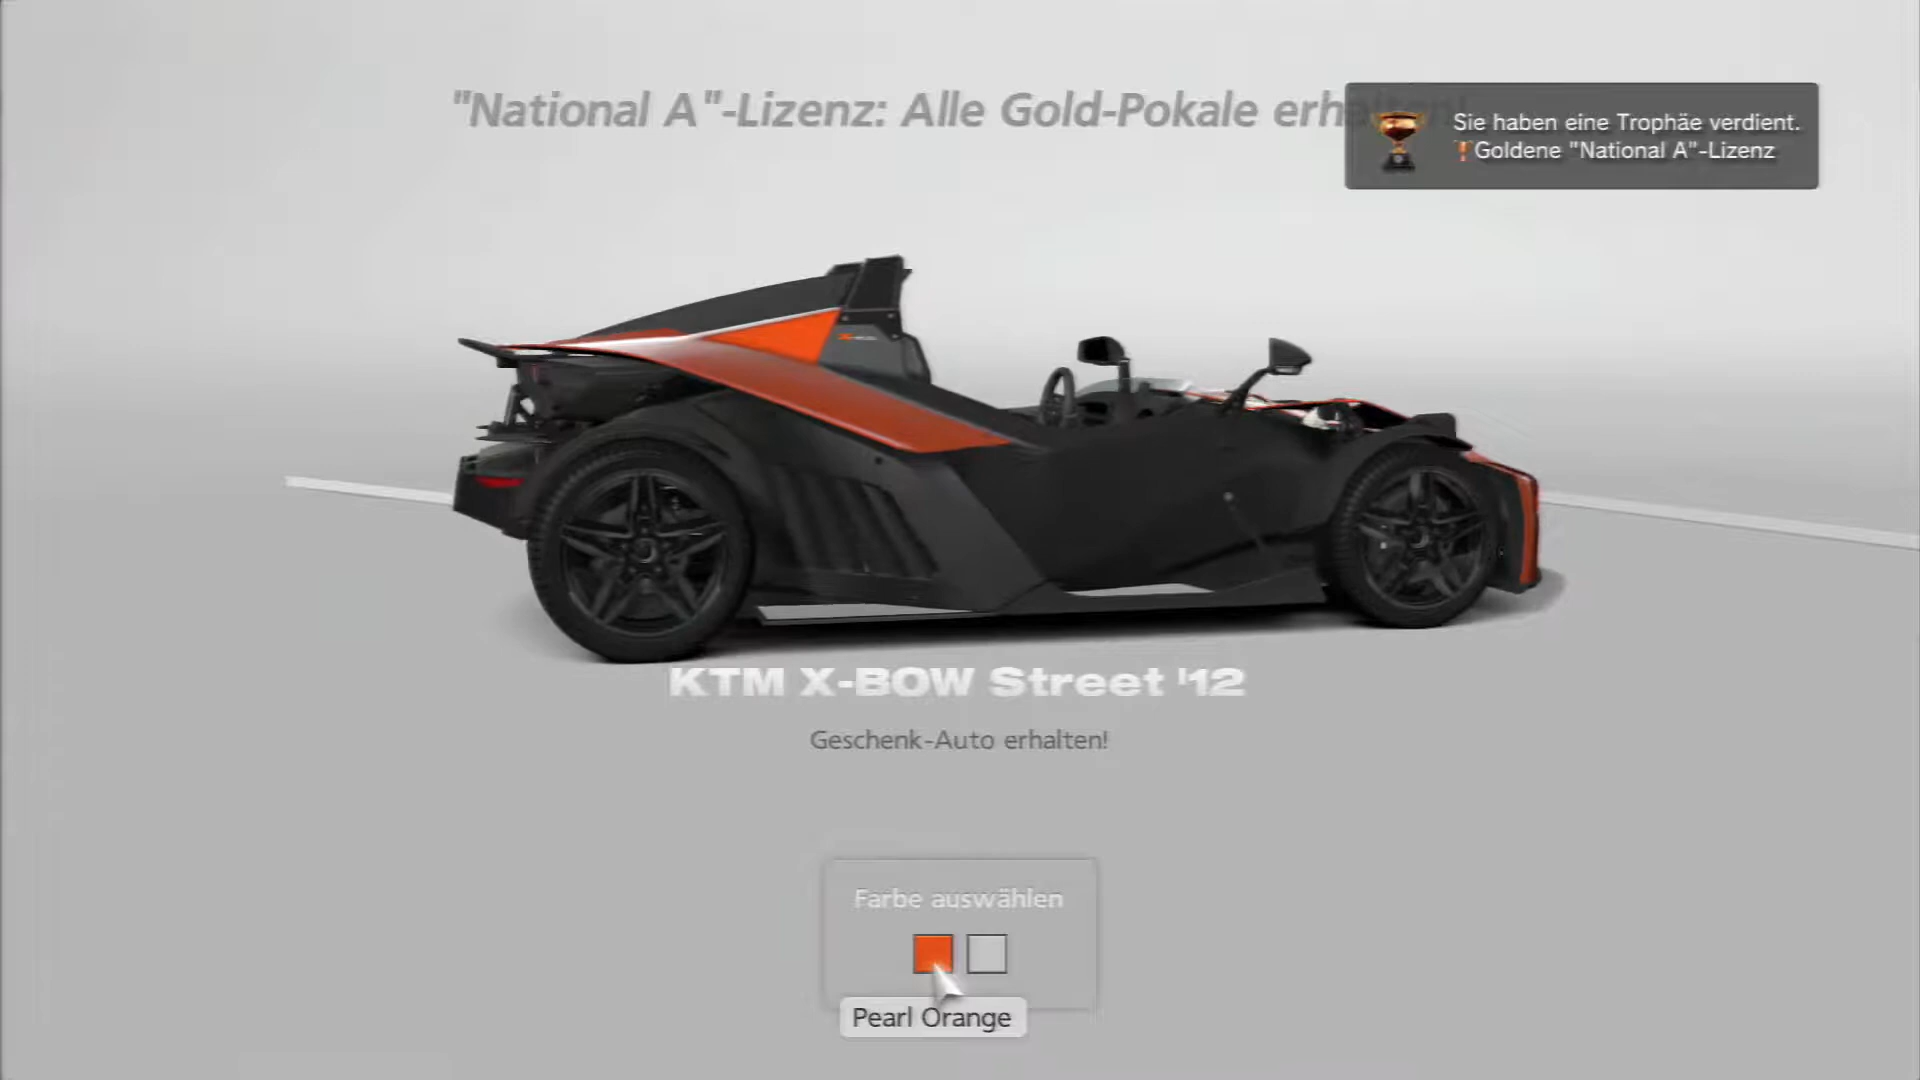 "National A"-Lizenz: Alle Gold-Pokale erhalten!
Sie haben eine Trophäe verdient.
Goldene "National A"-Lizenz
KTM X-BOW Street '12
Geschenk-Auto erhalten!
Farbe auswählen
Pearl Orange